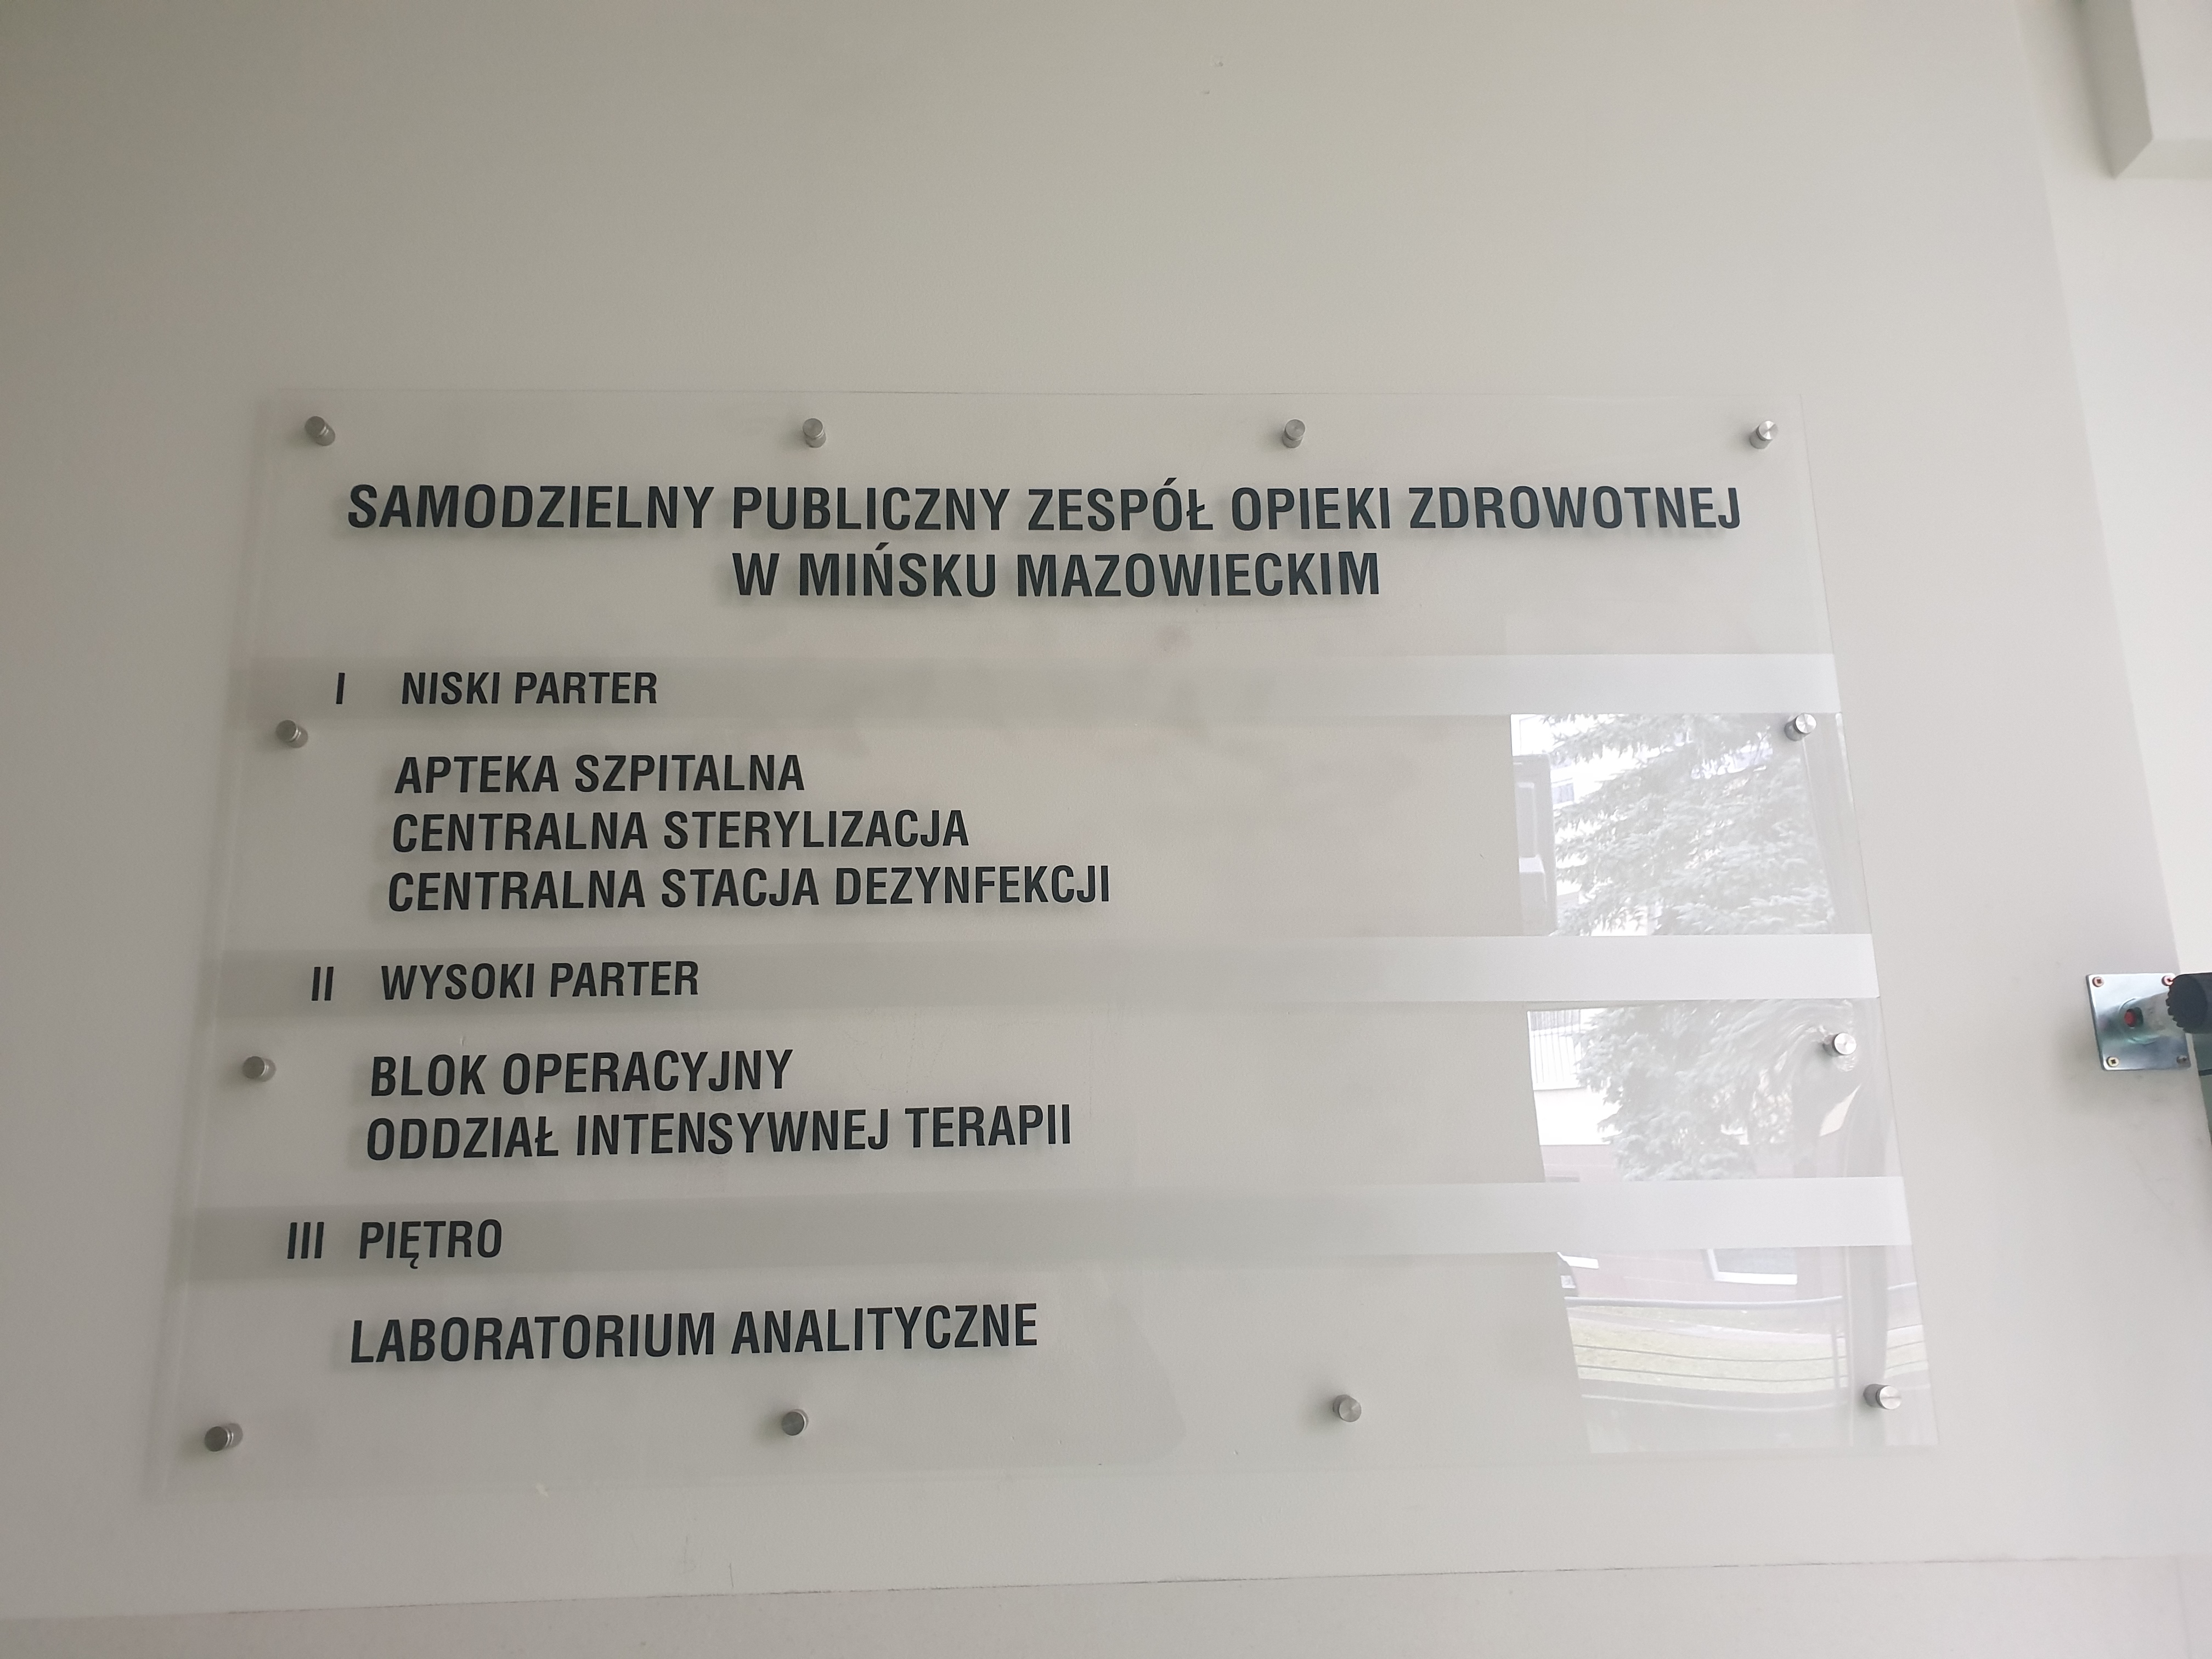 SAMODZIELNY PUBLICZNY ZESPÓŁ OPIEKI ZDROWOTNEJ
W MIŃSKU MAZOWIECKIM
I NISKI PARTER
APTEKA SZPITALNA
CENTRALNA STERYLIZACJA
CENTRALNA STACJA DEZYNFEKCJI
II WYSOKI PARTER
BLOK OPERACYJNY
ODDZIAŁ INTENSYWNEJ TERAPII
III PIĘTRO
LABORATORIUM ANALITYCZNE